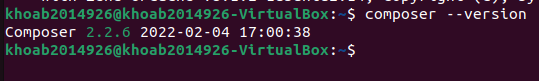 khoab2014926@khoab2014926-VirtualBox:~$ composer --version
Composer 2.2.6 2022-02-04 17:00:38
khoab2014926@khoab2014926-VirtualBox:~$